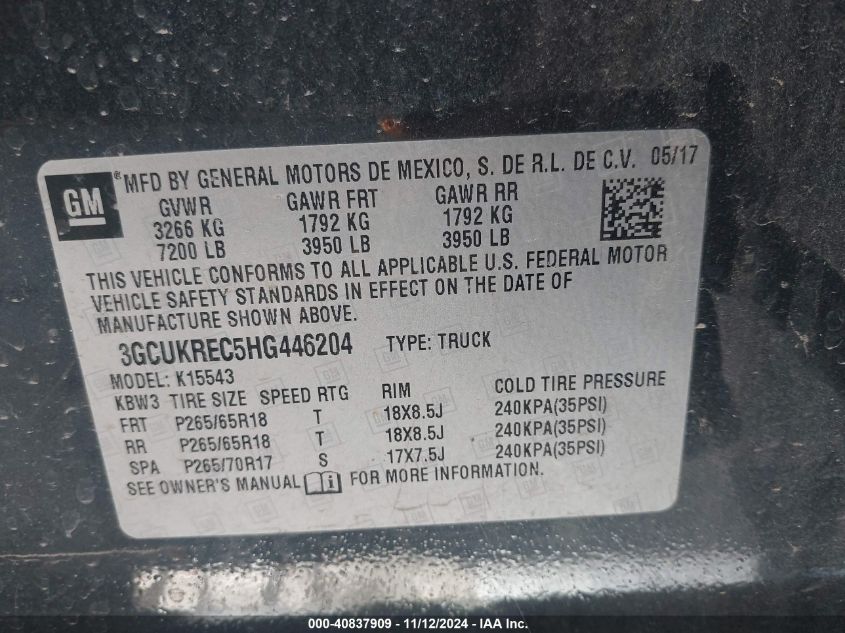 GM
® MFD BY GENERAL MOTORS DE MEXICO, S. DE R.L. DE C.V. 05/17
GVWR GAWR FRT GAWR RR
3266 KG 1792 KG 1792 KG
7200 LB 3950 LB 3950 LB
THIS VEHICLE CONFORMS TO ALL APPLICABLE U.S. FEDERAL MOTOR
VEHICLE SAFETY STANDARDS IN EFFECT ON THE DATE OF
MANUFACTURE SHOWN ABOVE.
3GCUKREC5HG446204 TYPE: TRUCK
MODEL: K15543
KBW3 TIRE SIZE SPEED RTG RIM COLD TIRE PRESSURE
FRT P265/65R18 T 18X8.5J 240KPA(35PSI)
RR P265/65R18 T 18X8.5J 240KPA(35PSI)
SPA P265/70R17 S 17X7.5J 240KPA(35PSI)
SEE OWNER'S MANUAL i FOR MORE INFORMATION.
000-40837909 - 11/12/2024 - IAAI, Inc.